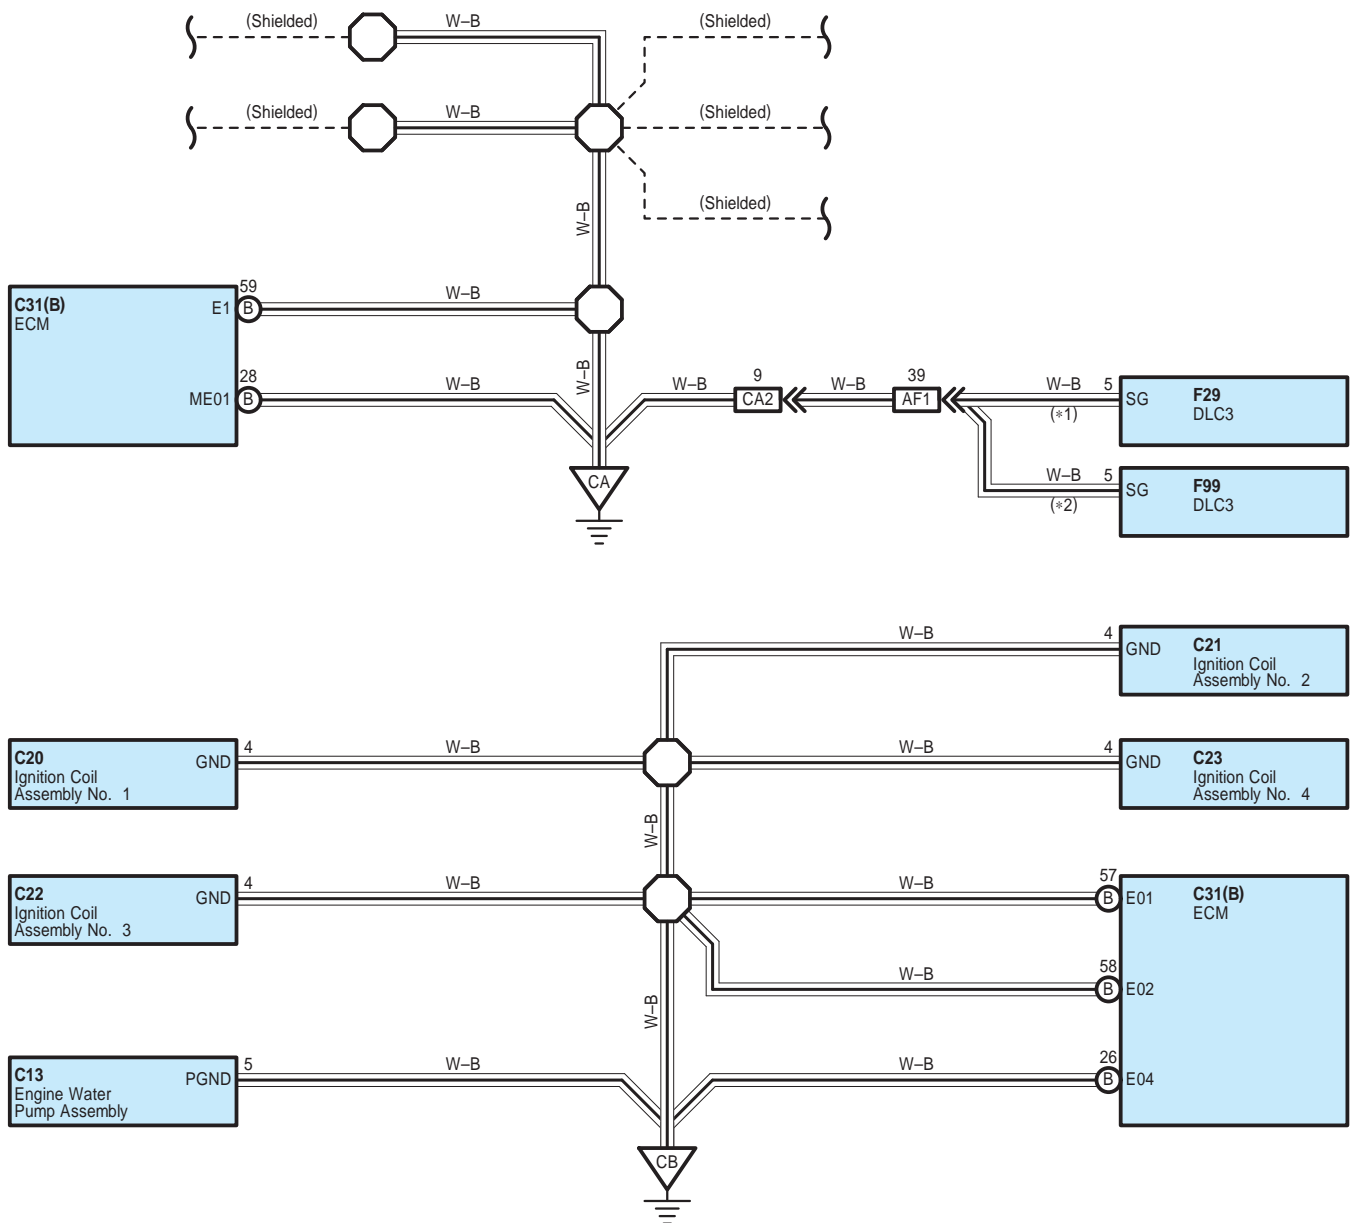 (Shielded)
W–B
(Shielded)
(Shielded)
W–B
(Shielded)
W–B
(Shielded)
C31(B)
ECM
E1
59
B
W–B
ME01
28
B
W–B
W–B
W–B
9
CA2
W–B
39
AF1
W–B
(*1)
5
SG
F29
DLC3
W–B
(*2)
5
SG
F99
DLC3
CA
W–B
4
GND
C21
Ignition Coil
Assembly No. 2
C20
Ignition Coil
Assembly No. 1
GND
4
W–B
W–B
4
GND
C23
Ignition Coil
Assembly No. 4
W–B
C22
Ignition Coil
Assembly No. 3
GND
4
W–B
W–B
57
B
E01
C31(B)
ECM
W–B
58
B
E02
W–B
C13
Engine Water
Pump Assembly
PGND
5
W–B
W–B
26
B
E04
CB